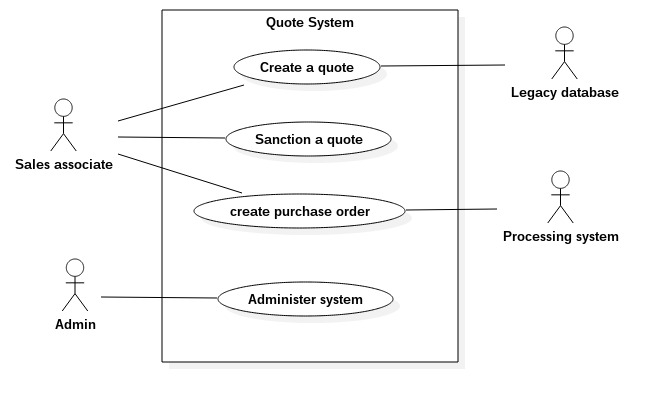 Quote System
Create a quote
Legacy database
Sales associate
Sanction a quote
create purchase order
Processing system
Admin
Administer system